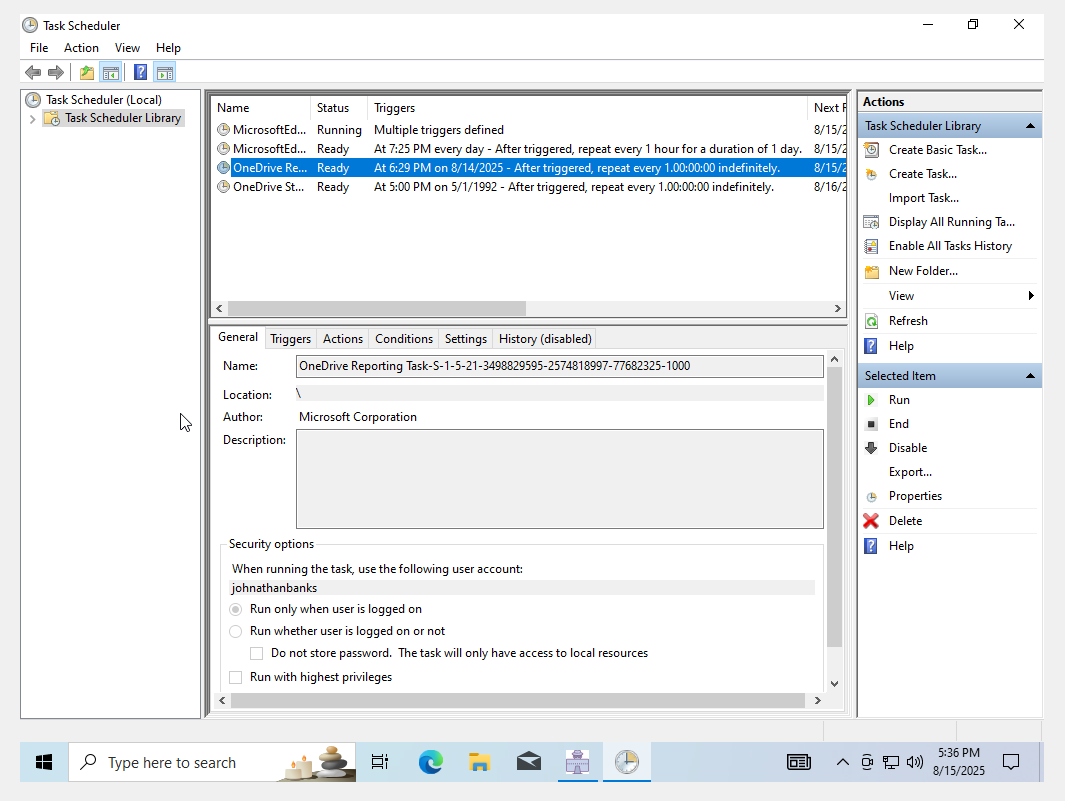 Task Scheduler
File Action View Help
Task Scheduler (Local)
Task Scheduler Library
Name Status Triggers Next F
MicrosoftEd... Running Multiple triggers defined 8/15/2
MicrosoftEd... Ready At 7:25 PM every day - After triggered, repeat every 1 hour for a duration of 1 day. 8/15/2
OneDrive Re... Ready At 6:29 PM on 8/14/2025 - After triggered, repeat every 1.00:00:00 indefinitely. 8/15/2
OneDrive St... Ready At 5:00 PM on 5/1/1992 - After triggered, repeat every 1.00:00:00 indefinitely. 8/16/2
General Triggers Actions Conditions Settings History (disabled)
Name: OneDrive Reporting Task-S-1-5-21-3498829595-2574818997-77682325-1000
Location: \
Author: Microsoft Corporation
Description:
Security options
When running the task, use the following user account:
johnathanbanks
Run only when user is logged on
Run whether user is logged on or not
Do not store password. The task will only have access to local resources
Run with highest privileges
Actions
Task Scheduler Library
Create Basic Task...
Create Task...
Import Task...
Display All Running Ta...
Enable All Tasks History
New Folder...
View
Refresh
Help
Selected Item
Run
End
Disable
Export...
Properties
Delete
Help
Type here to search
5:36 PM
8/15/2025